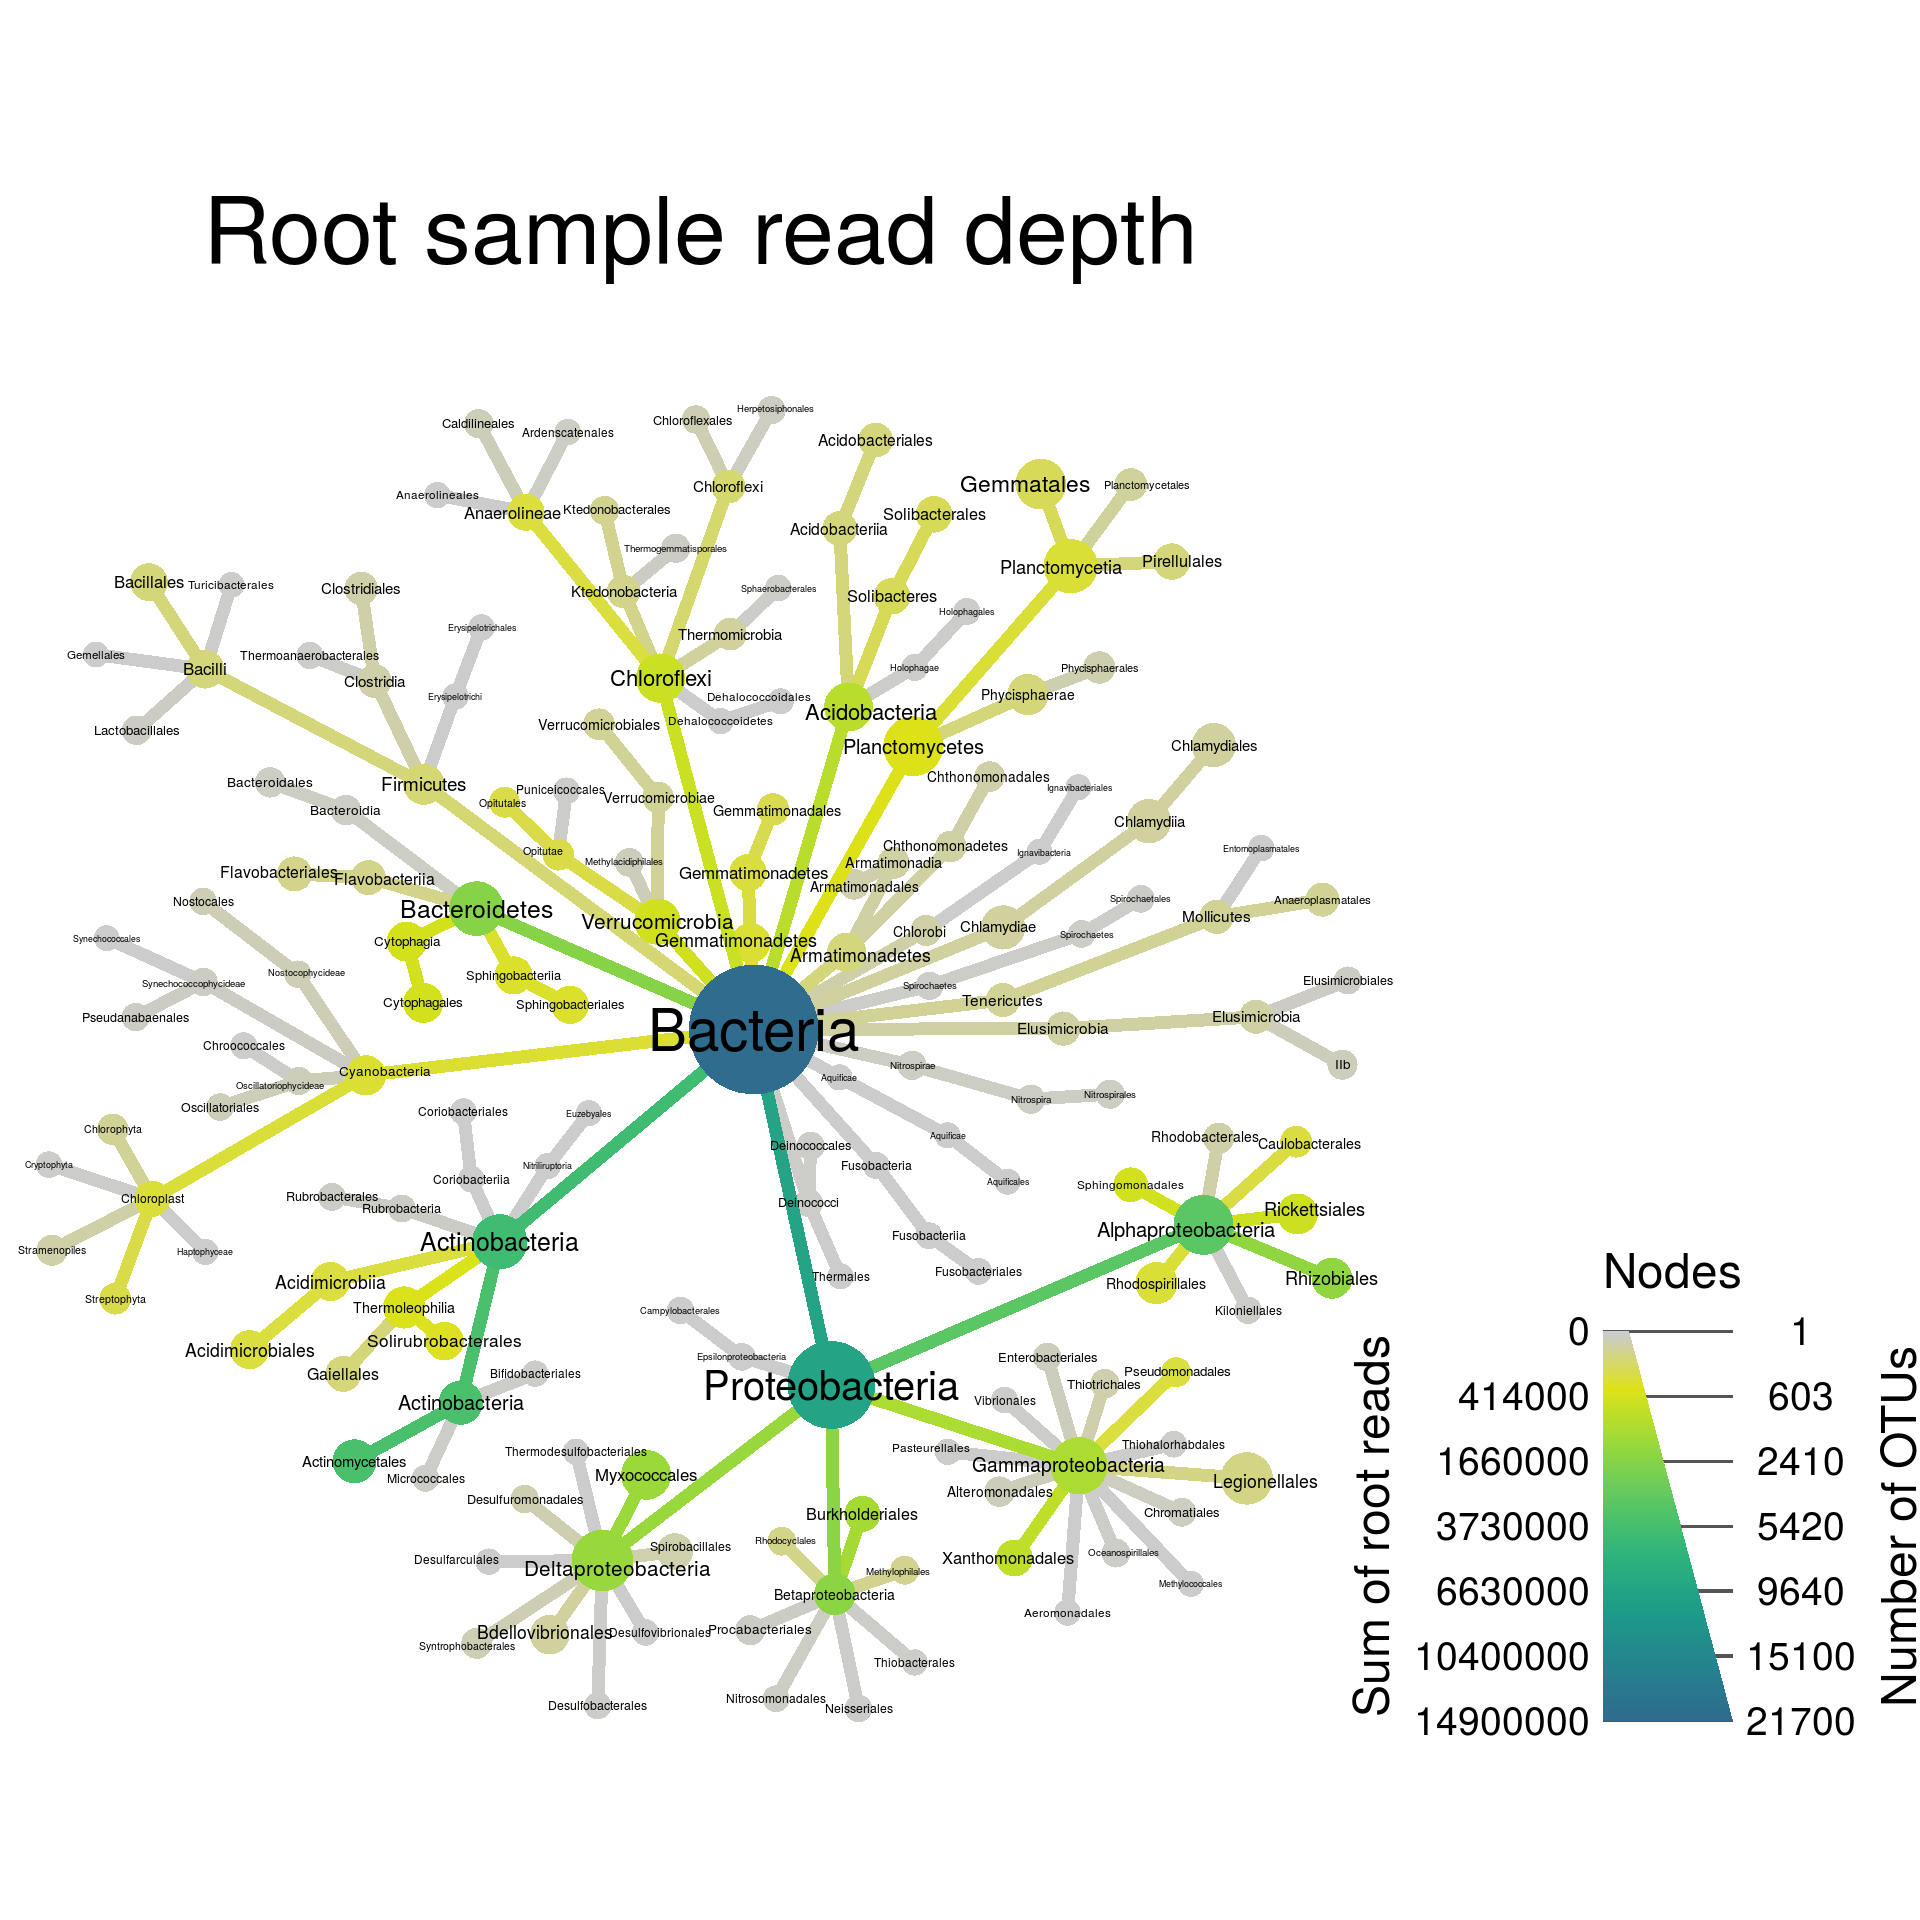 Root sample read depth
Herpetosiphonales
Caldilineales
Chloroflexales
Ardenscatenales
Acidobacteriales
Gemmatales
Planctomycetales
Chloroflexi
Anaerolineales
Anaerolineae
Ktedonobacterales
Solibacterales
Acidobacteriia
Thermogemmatisporales
Pirellulales
Planctomycetia
Bacillales
Turicibacterales
Clostridiales
Ktedonobacteria
Sphaerobacterales
Solibacteres
Holophagales
Erysipelotrichales
Thermomicrobia
Gemellales
Thermoanaerobacterales
Bacilli
Clostridia
Chloroflexi
Holophagae
Phycisphaerales
Erysipelotrichi
Dehalococcoidales
Phycisphaerae
Acidobacteria
Dehalococcoidetes
Verrucomicrobiales
Lactobacillales
Planctomycetes
Chlamydiales
Chthonomonadales
Bacteroidales
Firmicutes
Puniceicoccales
Ignavibacteriales
Opitutales
Verrucomicrobiae
Bacteroidia
Gemmatimonadales
Chlamydiia
Chthonomonadetes
Entomoplasmatales
Opitutae
Ignavibacteria
Methylacidiphilales
Armatimonadia
Flavobacteriales
Flavobacteriia
Gemmatimonadetes
Armatimonadales
Nostocales
Bacteroidetes
Spirochaetales
Anaeroplasmatales
Verrucomicrobia
Mollicutes
Synechococcales
Cytophagia
Gemmatimonadetes
Chlorobi
Chlamydiae
Spirochaetes
Armatimonadetes
Nostocophycideae
Synechococcophycideae
Sphingobacteriia
Spirochaetes
Elusimicrobiales
Cytophagales
Sphingobacteriales
Tenericutes
Pseudanabaenales
Bacteria
Elusimicrobia
Elusimicrobia
Chroococcales
Cyanobacteria
Oscillatoriophycideae
Nitrospirae
IIb
Aquificae
Oscillatoriales
Nitrospira
Nitrospirales
Coriobacteriales
Euzebyales
Chlorophyta
Aquificae
Deinococcales
Rhodobacterales
Caulobacterales
Cryptophyta
Nitriliruptoria
Fusobacteria
Coriobacteriia
Aquificales
Sphingomonadales
Chloroplast
Rubrobacterales
Rubrobacteria
Deinococci
Rickettsiales
Alphaproteobacteria
Stramenopiles
Haptophyceae
Actinobacteria
Fusobacteriia
Fusobacteriales
Thermales
Acidimicrobiia
Rhodospirillales
Rhizobiales
Streptophyta
Thermoleophilia
Campylobacterales
Kiloniellales
Solirubrobacterales
Acidimicrobiales
Epsilonproteobacteria
Enterobacteriales
Gaiellales
Bifidobacteriales
Proteobacteria
Thiotrichales
Pseudomonadales
Actinobacteria
Vibrionales
Thermodesulfobacteriales
Pasteurellales
Thiohalorhabdales
Actinomycetales
Micrococcales
Myxococcales
Gammaproteobacteria
Legionellales
Desulfuromonadales
Alteromonadales
Burkholderiales
Chromatiales
Rhodocyclales
Spirobacillales
Desulfarculales
Deltaproteobacteria
Methylophilales
Xanthomonadales
Oceanospirillales
Methylococcales
Betaproteobacteria
Aeromonadales
Bdellovibrionales
Desulfovibrionales
Procabacteriales
Syntrophobacterales
Thiobacterales
Desulfobacterales
Nitrosomonadales
Neisseriales
Nodes
0 1
414000 603
1660000 2410
3730000 5420
6630000 9640
10400000 15100
14900000 21700
Sum of root reads
Number of OTUs